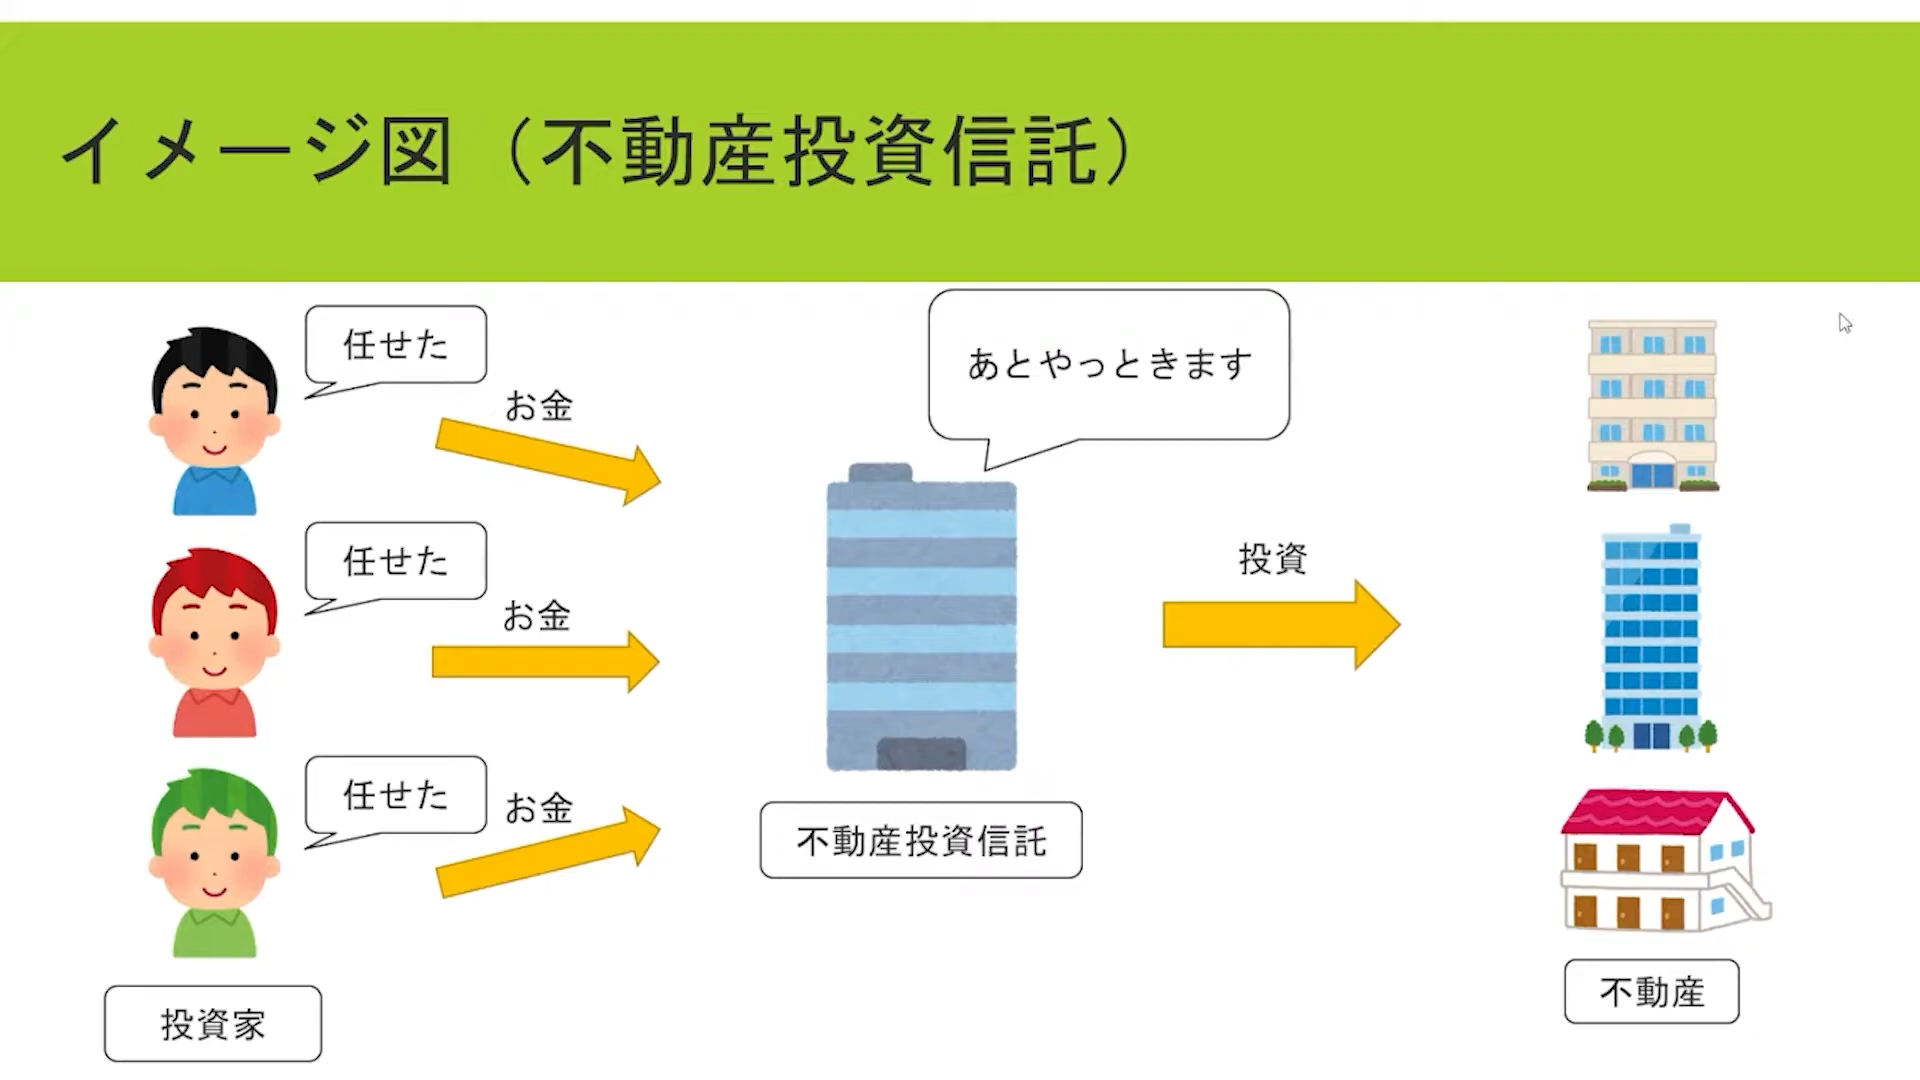 イメージ図（不動産投資信託）
任せた
お金
任せた
お金
任せた
お金
投資家
あとやっときます
不動産投資信託
投資
不動産